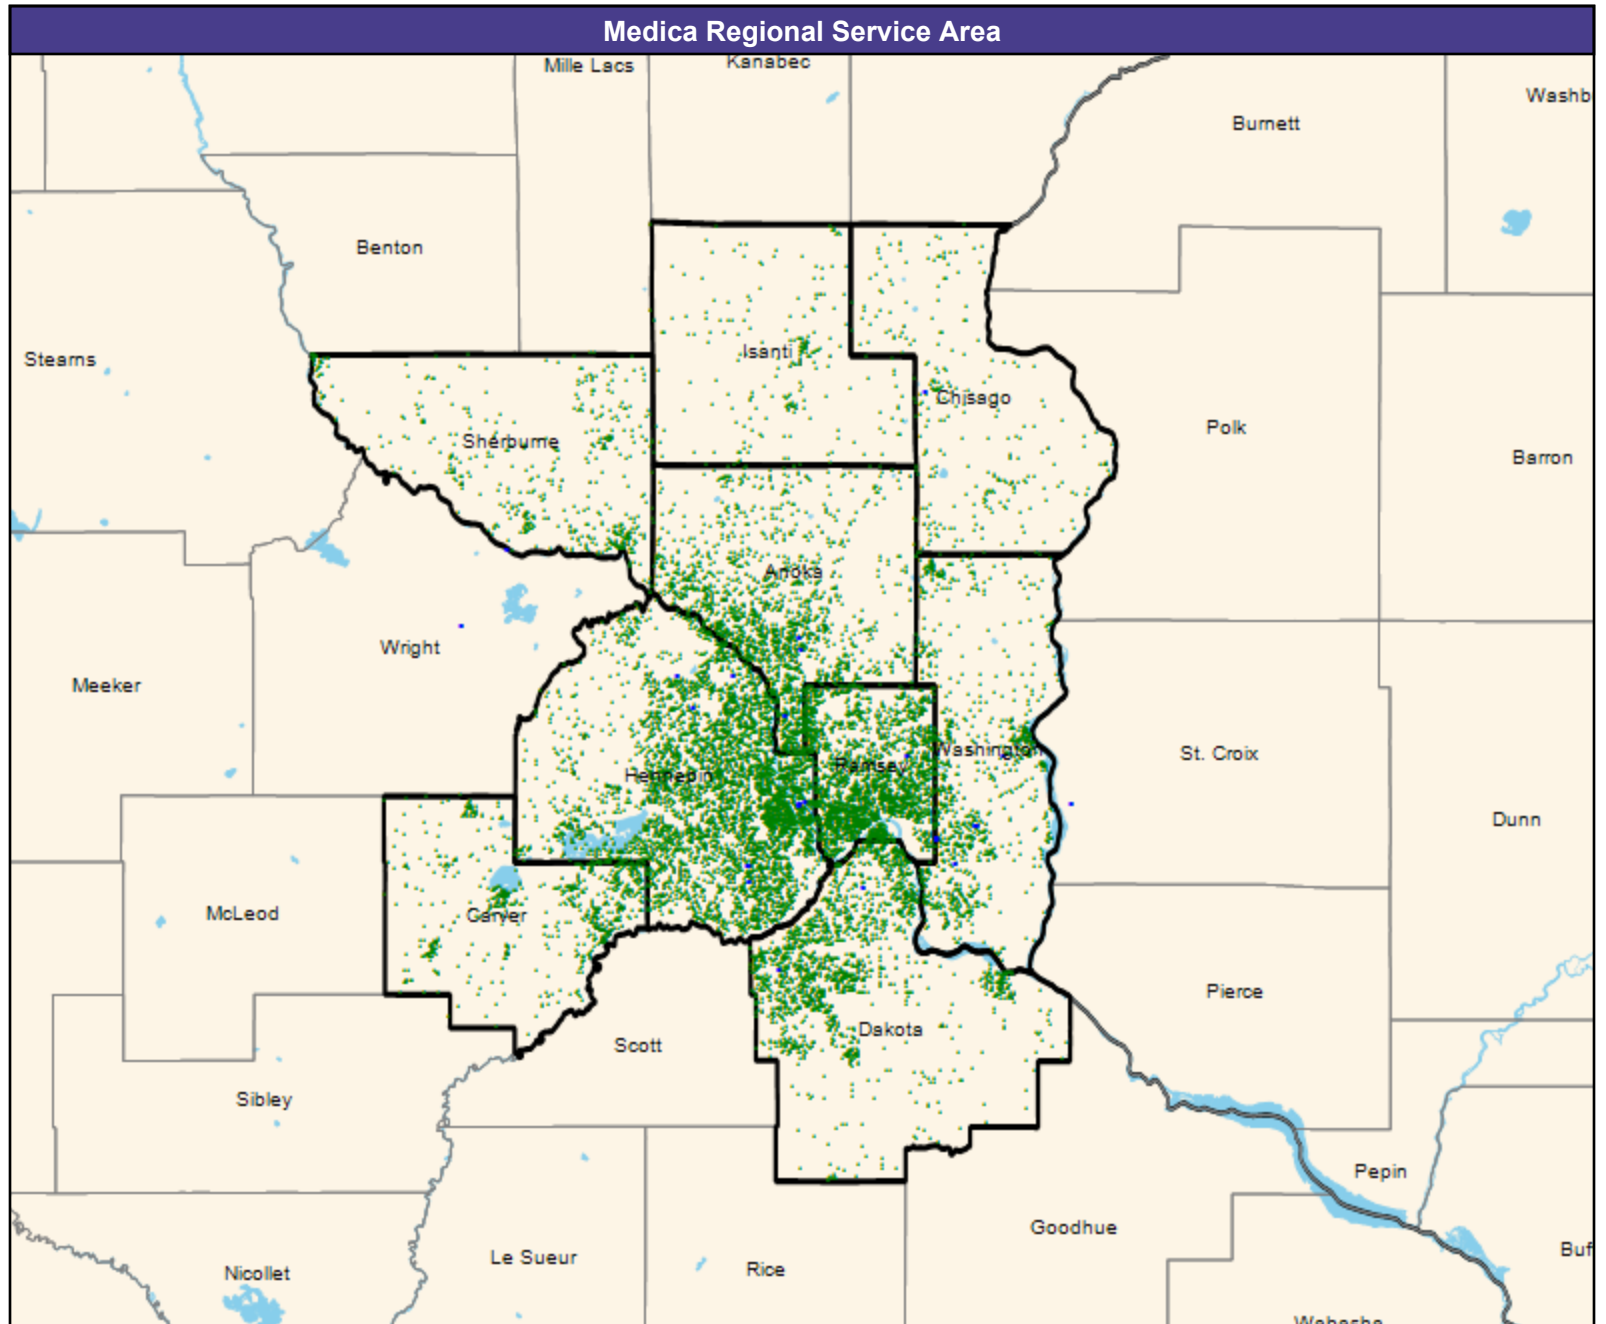 Medica Regional Service Area
Mille Lacs
Kanabec
Washb
Burnett
Benton
Stearns
Isanti
Chisago
Polk
Sherburne
Barron
Anoka
Wright
Meeker
Washington
St. Croix
Hennepin
Ramsey
Dunn
McLeod
Carver
Pierce
Dakota
Scott
Sibley
Pepin
Goodhue
Buf
Le Sueur
Rice
Nicollet